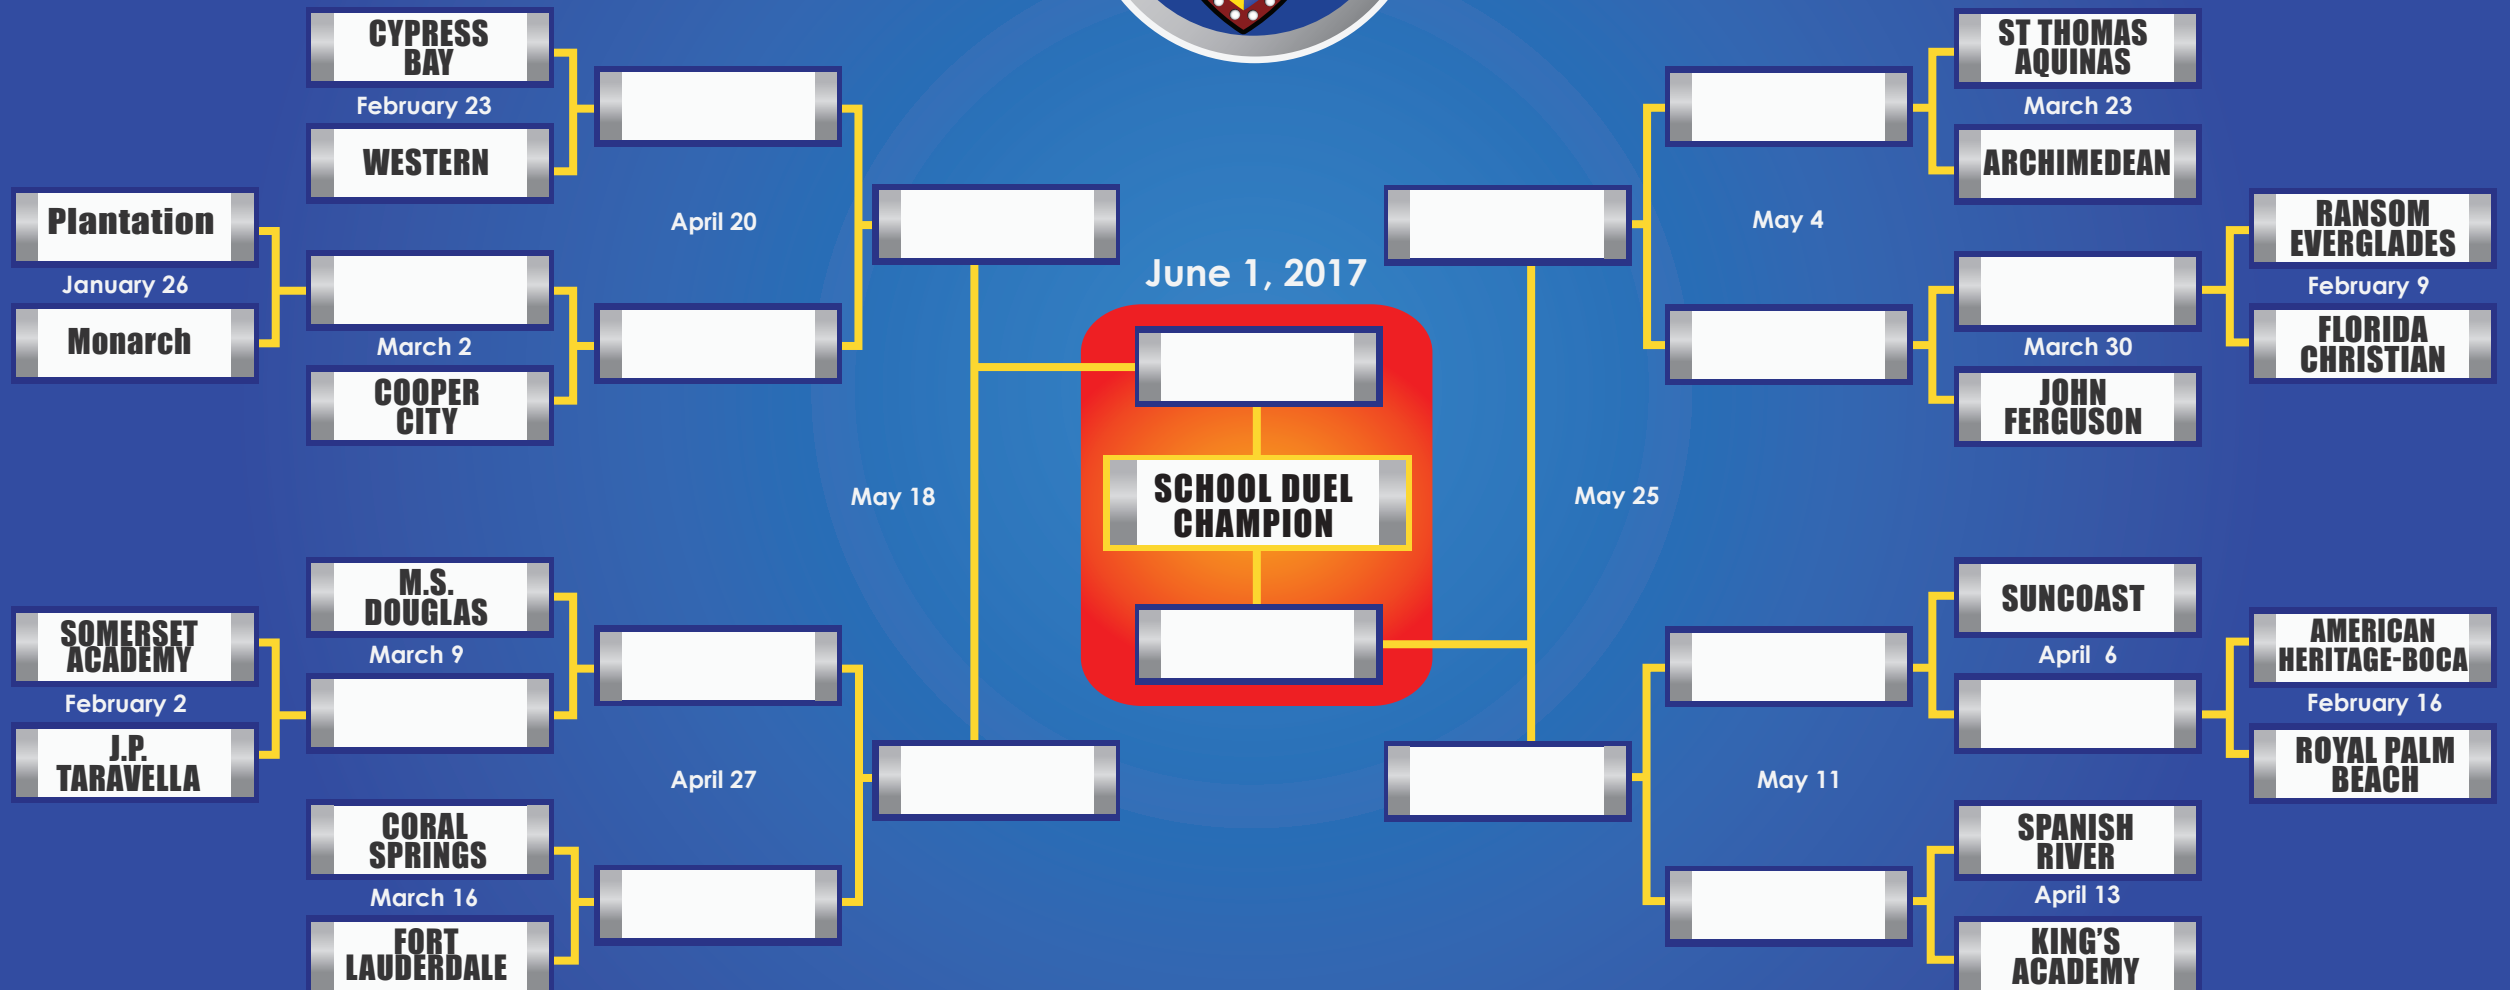 CYPRESS
BAY
February 23
WESTERN
Plantation
January 26
Monarch
March 2
COOPER
CITY
April 20
M.S.
DOUGLAS
March 9
SOMERSET
ACADEMY
February 2
J.P.
TARAVELLA
CORAL
SPRINGS
March 16
FORT
LAUDERDALE
April 27
May 18
June 1, 2017
SCHOOL DUEL
CHAMPION
May 25
May 4
ST THOMAS
AQUINAS
March 23
ARCHIMEDEAN
RANSOM
EVERGLADES
February 9
FLORIDA
CHRISTIAN
March 30
JOHN
FERGUSON
May 11
SUNCOAST
April 6
AMERICAN
HERITAGE-BOCA
February 16
ROYAL PALM
BEACH
SPANISH
RIVER
April 13
KING'S
ACADEMY